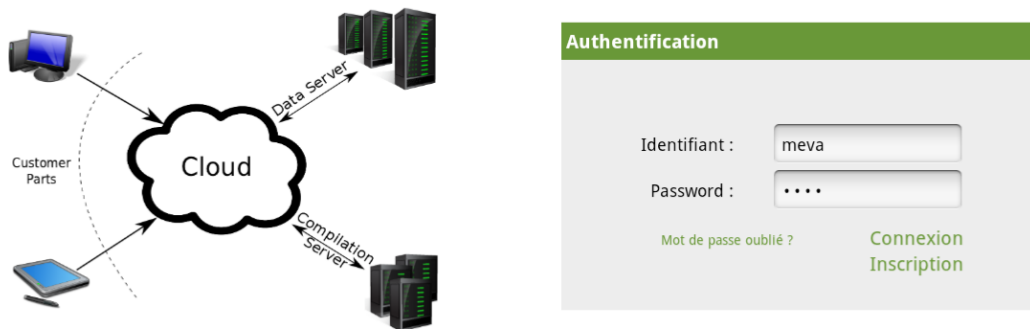 Data Server
Customer
Parts
Cloud
Compilation
Server
Authentification
Identifiant :
meva
Password :
••••
Mot de passe oublié ?
Connexion
Inscription